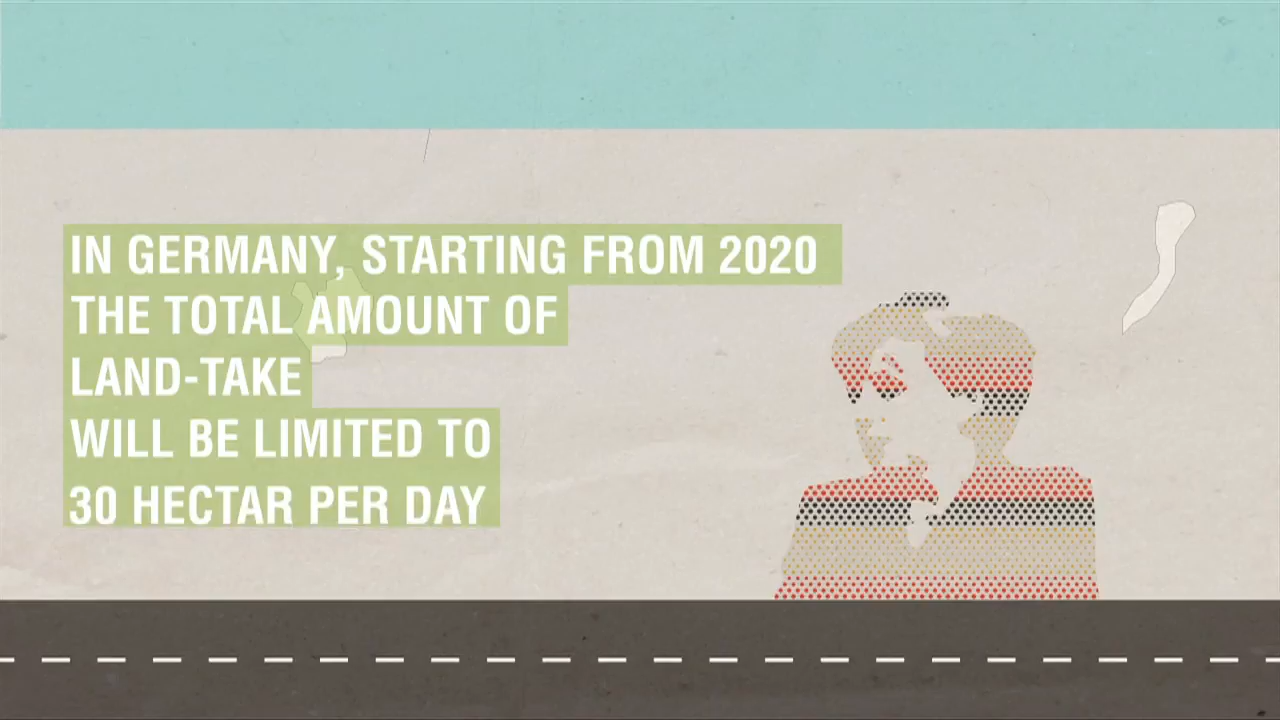 IN GERMANY, STARTING FROM 2020
THE TOTAL AMOUNT OF
LAND-TAKE
WILL BE LIMITED TO
30 HECTAR PER DAY